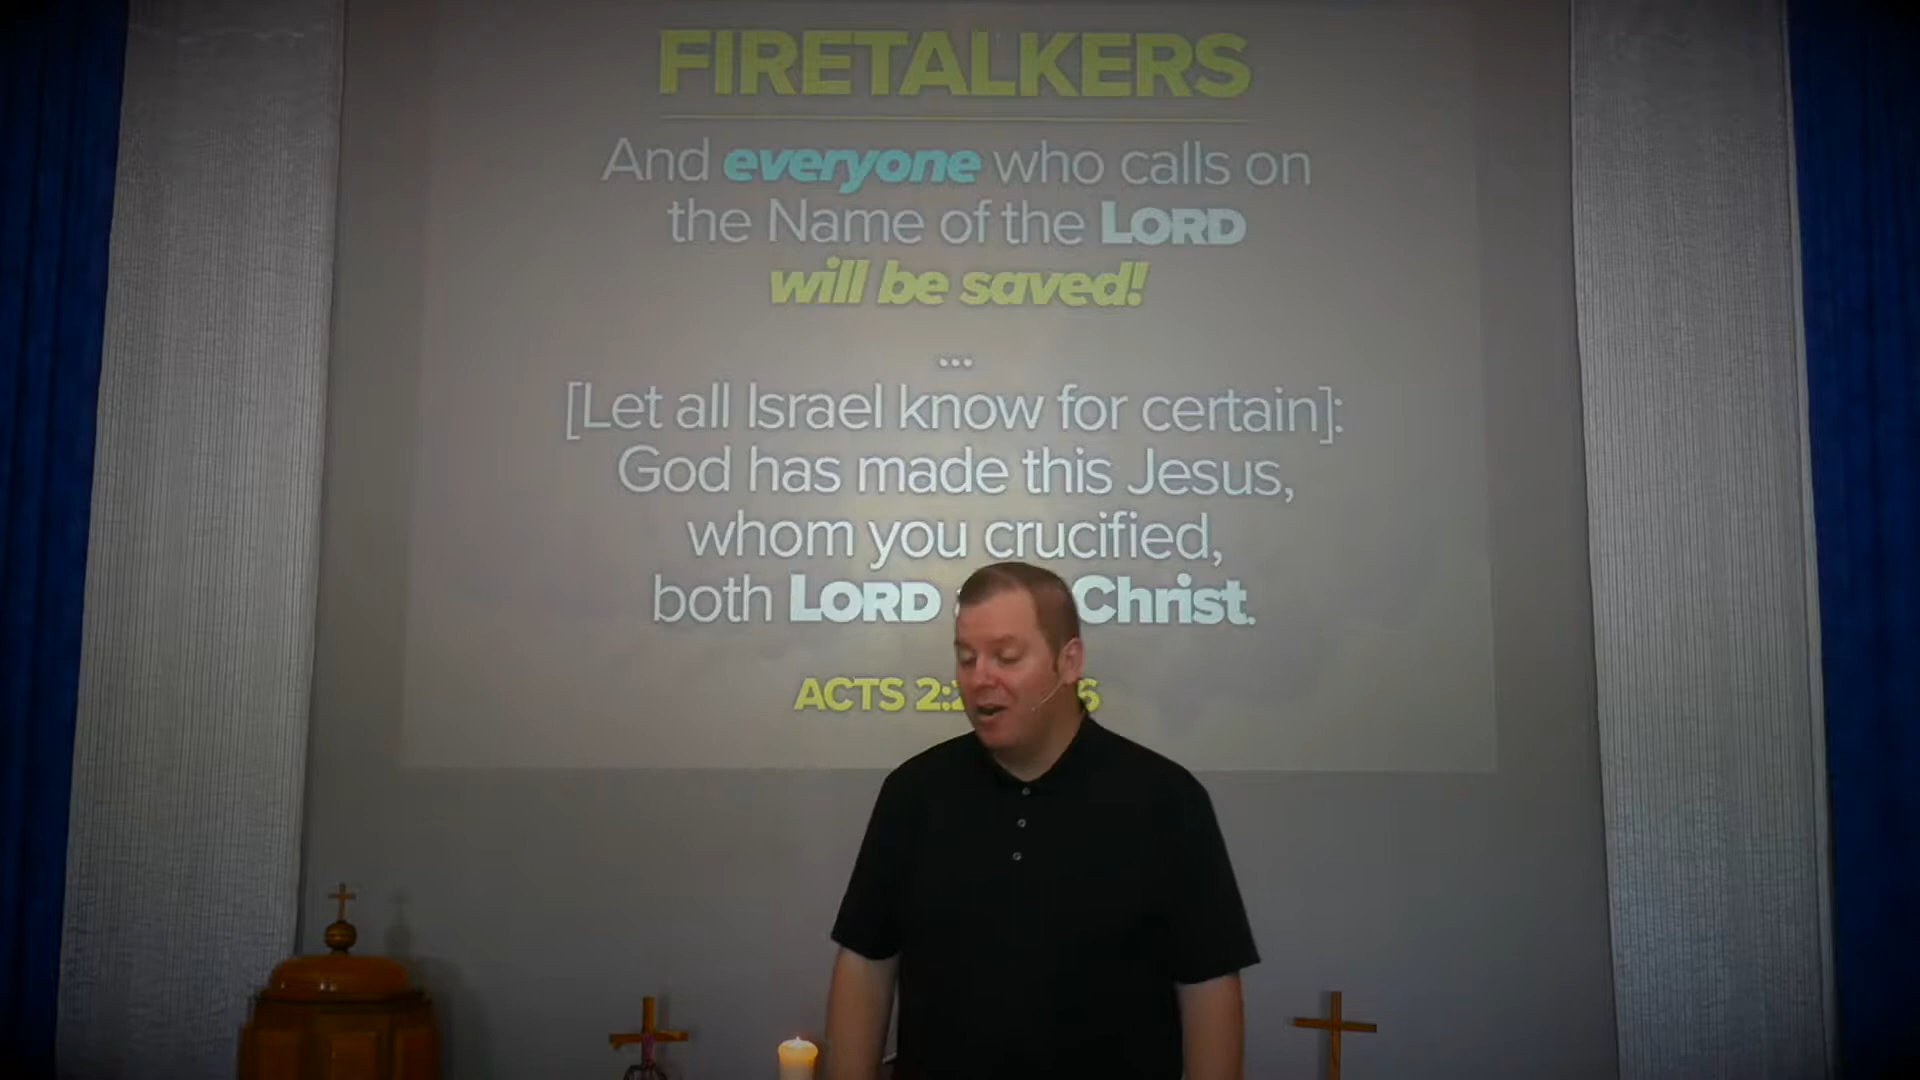 FIRETALKERS
And everyone who calls on
the Name of the LORD
will be saved!
...
[Let all Israel know for certain]:
God has made this Jesus,
whom you crucified,
both LORD Christ.
ACTS